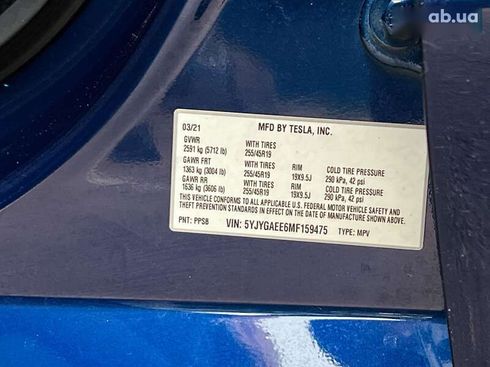 ab.ua
03/21 MFD BY TESLA, INC.
GVWR WITH TIRES
2591 kg (5712 lb) 255/45R19
GAWR FRT WITH TIRES RIM COLD TIRE PRESSURE
1363 kg (3004 lb) 255/45R19 19X9.5J 290 kPa, 42 psi
GAWR RR WITH TIRES RIM COLD TIRE PRESSURE
1636 kg (3606 lb) 255/45R19 19X9.5J 290 kPa, 42 psi
THIS VEHICLE CONFORMS TO ALL APPLICABLE U.S. FEDERAL MOTOR VEHICLE SAFETY AND
THEFT PREVENTION STANDARDS IN EFFECT ON THE DATE OF MANUFACTURE SHOWN ABOVE.
PNT: PPSB VIN: 5YJYGAEE6MF159475 TYPE: MPV